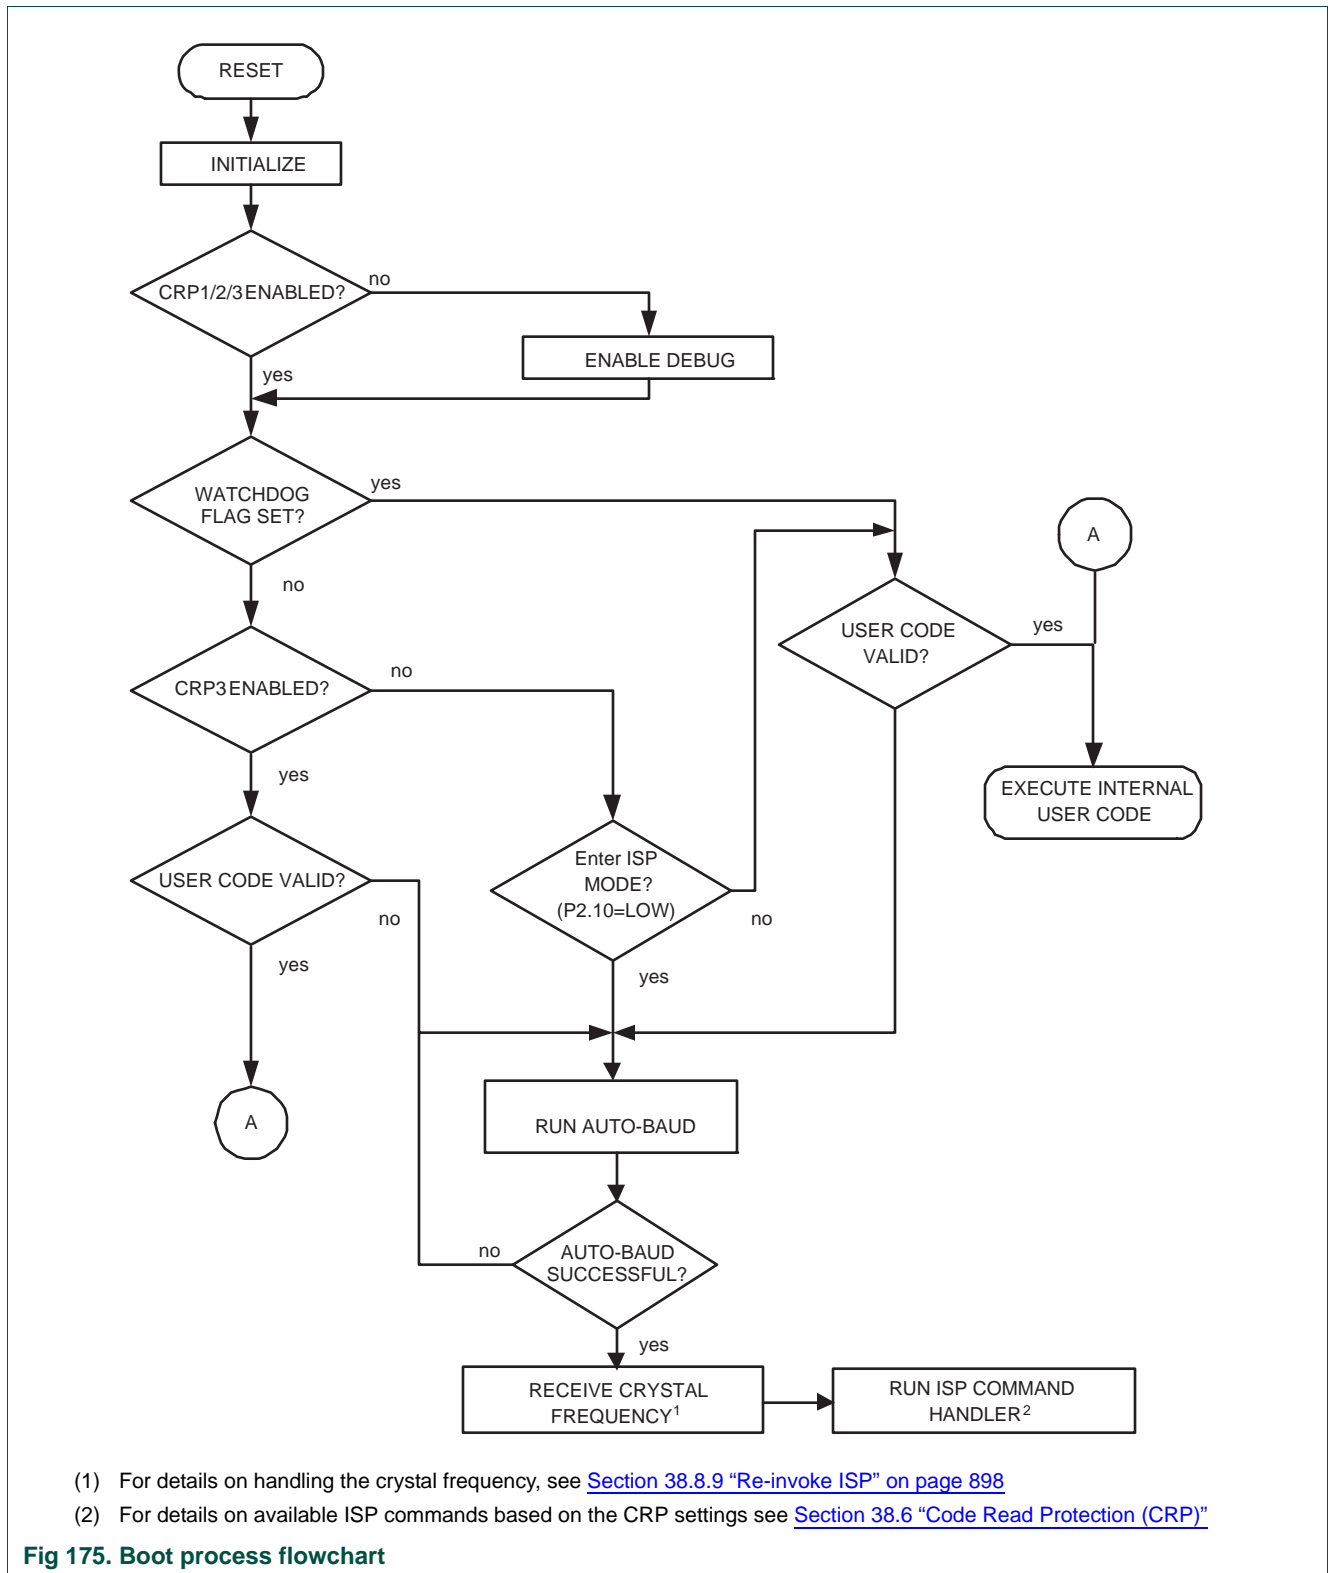 RESET
INITIALIZE
CRP1/2/3 ENABLED?
no
ENABLE DEBUG
yes
WATCHDOG
FLAG SET?
yes
no
A
USER CODE
VALID?
yes
CRP3 ENABLED?
no
yes
EXECUTE INTERNAL
USER CODE
USER CODE VALID?
no
yes
Enter ISP
MODE?
(P2.10=LOW)
no
yes
A
RUN AUTO-BAUD
AUTO-BAUD
SUCCESSFUL?
no
yes
RECEIVE CRYSTAL
FREQUENCY1
RUN ISP COMMAND
HANDLER2
(1) For details on handling the crystal frequency, see Section 38.8.9 “Re-invoke ISP” on page 898
(2) For details on available ISP commands based on the CRP settings see Section 38.6 “Code Read Protection (CRP)”
Fig 175. Boot process flowchart